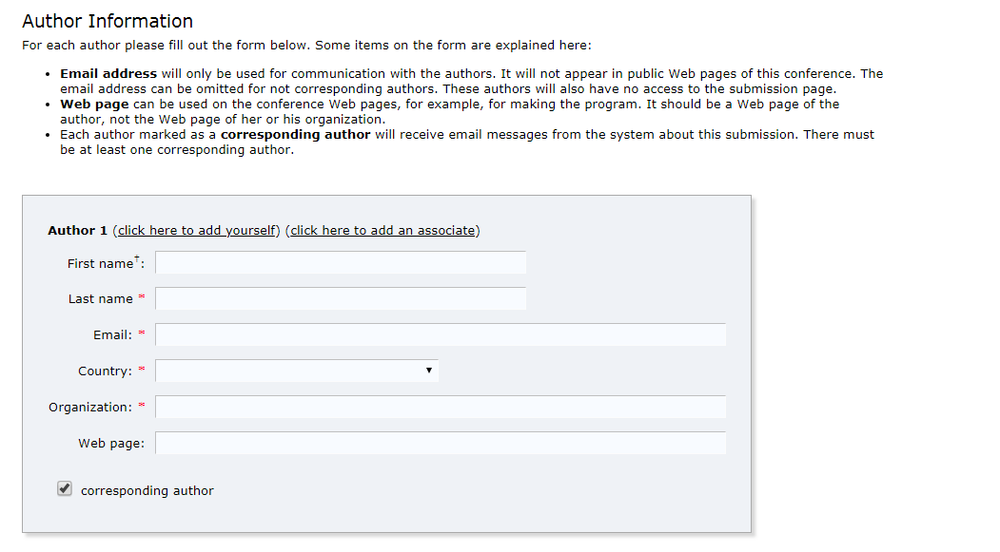 Author Information
For each author please fill out the form below. Some items on the form are explained here:
• Email address will only be used for communication with the authors. It will not appear in public Web pages of this conference. The
email address can be omitted for not corresponding authors. These authors will also have no access to the submission page.
• Web page can be used on the conference Web pages, for example, for making the program. It should be a Web page of the
author, not the Web page of her or his organization.
• Each author marked as a corresponding author will receive email messages from the system about this submission. There must
be at least one corresponding author.
Author 1 (click here to add yourself) (click here to add an associate)
First name†:
Last name *
Email: *
Country: *
Organization: *
Web page:
corresponding author